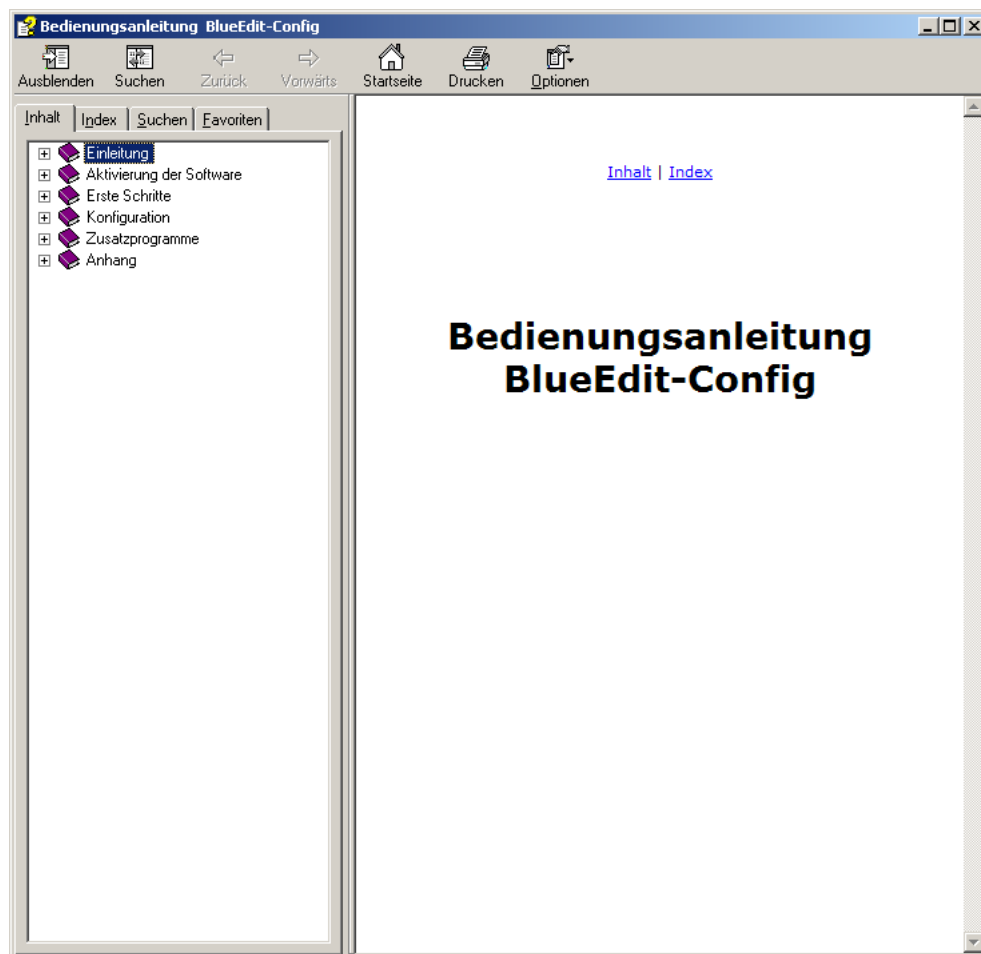 Bedienungsanleitung BlueEdit-Config
Ausblenden Suchen Zurück Vorwärts Startseite Drucken Optionen
Inhalt Index Suchen Favoriten
Einleitung
Aktivierung der Software
Erste Schritte
Konfiguration
Zusatzprogramme
Anhang
Inhalt | Index
Bedienungsanleitung
BlueEdit-Config